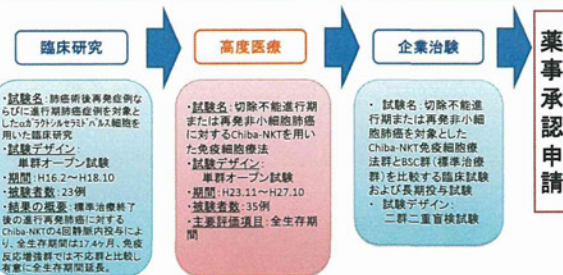 臨床研究
・試験名：肺癌術後再発症例な
らびに進行期肺癌症例を対象と
したαガラクトシルセラミドパルス細胞を
用いた臨床研究
・試験デザイン：
単群オープン試験
・期間：H16.2～H18.10
・被験者数：23例
・結果の概要：標準治療終了
後の進行再発肺癌に対する
Chiba-NKTの4回静脈内投与によ
り、全生存期間は17.4ヶ月、免疫
反応増強群では不応群と比較し
有意に全生存期間延長。
高度医療
・試験名：切除不能進行期
または再発非小細胞肺癌
に対するChiba-NKTを用い
た免疫細胞療法
・試験デザイン：
単群オープン試験
・期間：H23.11～H27.10
・被験者数：35例
・主要評価項目：全生存期
間
企業治験
・ 試験名：切除不能進
行期または再発非小細
胞肺癌を対象とした
Chiba-NKT免疫細胞療
法群とBSC群（標準治療
群）を比較する臨床試験
および長期投与試験
・ 試験デザイン：
二群二重盲検試験
薬事承認申請